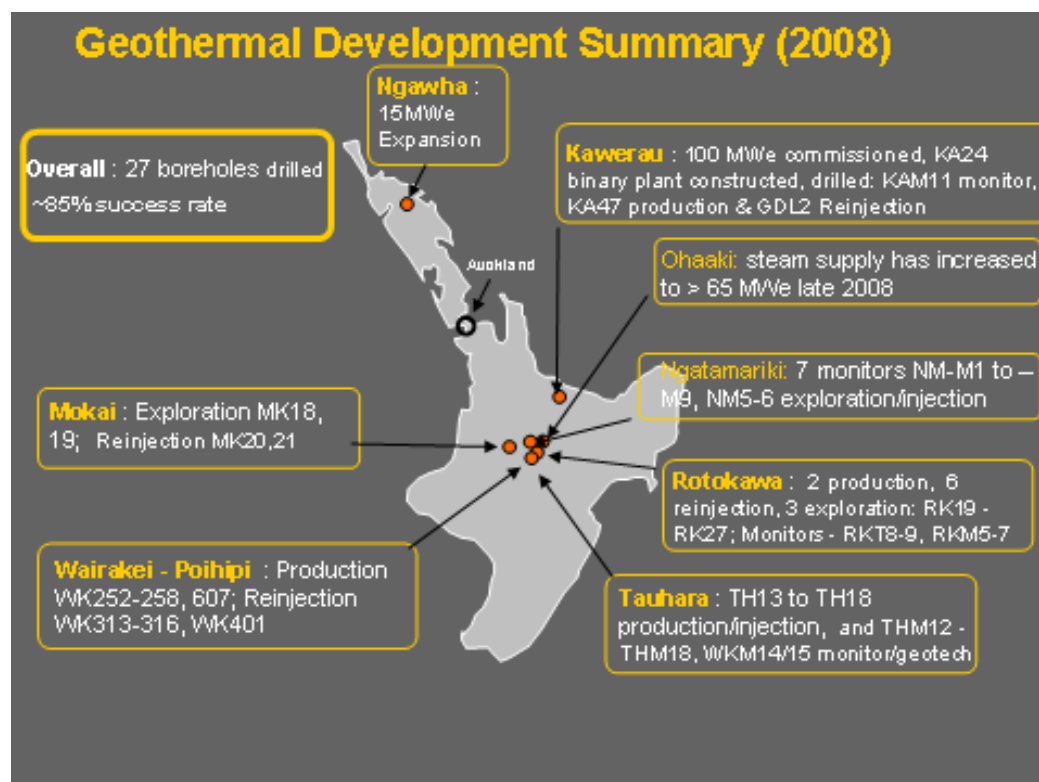 Geothermal Development Summary (2008)
Ngawha :
15MWe
Expansion
Overall : 27 boreholes drilled
~85% success rate
Kawerau : 100 MWe commissioned, KA24
binary plant constructed, drilled: KAM11 monitor,
KA47 production & GDL2 Reinjection
Auckland
Ohaaki: steam supply has increased
to > 65 MWe late 2008
Ngatamariki: 7 monitors NM-M1 to –
M9, NM5-6 exploration/injection
Mokai : Exploration MK18,
19; Reinjection MK20,21
Rotokawa : 2 production, 6
reinjection, 3 exploration: RK19 -
RK27; Monitors - RKT8-9, RKM5-7
Wairakei - Poihipi : Production
WK252-258, 607; Reinjection
WK313-316, WK401
Tauhara : TH13 to TH18
production/injection, and THM12 -
THM18, WKM14/15 monitor/geotech